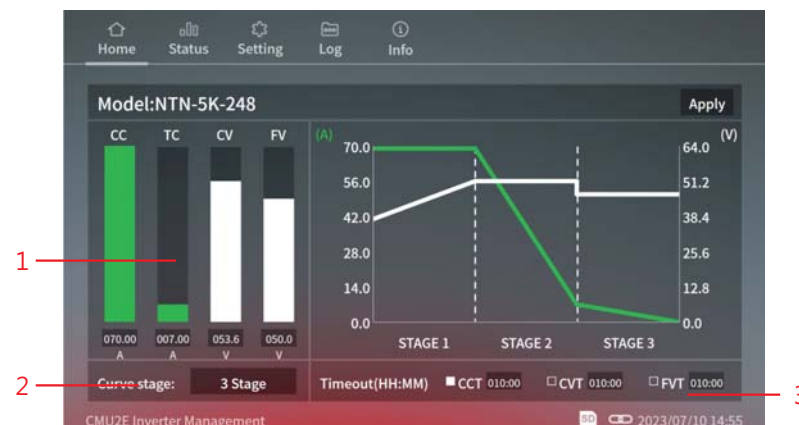 Home Status Setting Log Info
Model:NTN-5K-248 Apply
CC TC CV FV
070.00 007.00 053.6 050.0
A A V V
(A) (V)
70.0 64.0
56.0 51.2
42.0 38.4
28.0 25.6
14.0 12.8
0.0 0.0
STAGE 1 STAGE 2 STAGE 3
1
2
3
Curve stage: 3 Stage Timeout(HH:MM) CCT 010:00 CVT 010:00 FVT 010:00
CMU2E Inverter Management SD 2023/07/10 14:55